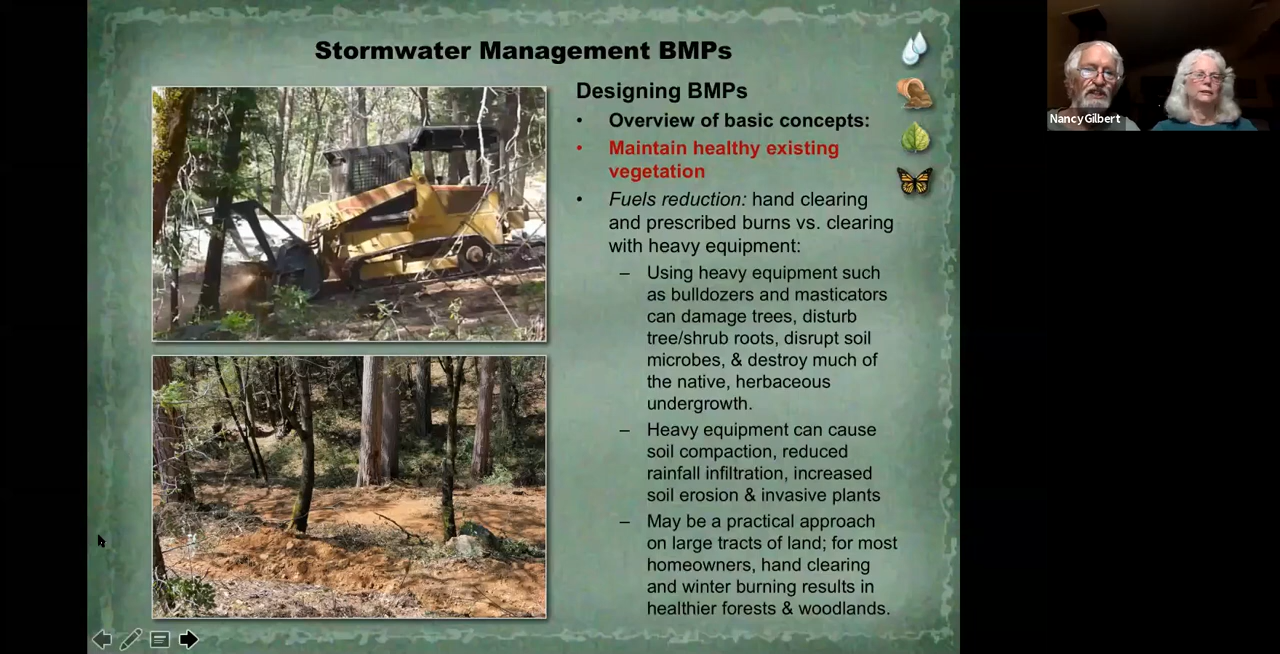 Stormwater Management BMPs
Designing BMPs
• Overview of basic concepts:
• Maintain healthy existing
vegetation
• Fuels reduction: hand clearing
and prescribed burns vs. clearing
with heavy equipment:
– Using heavy equipment such
as bulldozers and masticators
can damage trees, disturb
tree/shrub roots, disrupt soil
microbes, & destroy much of
the native, herbaceous
undergrowth.
– Heavy equipment can cause
soil compaction, reduced
rainfall infiltration, increased
soil erosion & invasive plants
– May be a practical approach
on large tracts of land; for most
homeowners, hand clearing
and winter burning results in
healthier forests & woodlands.
Nancy Gilbert